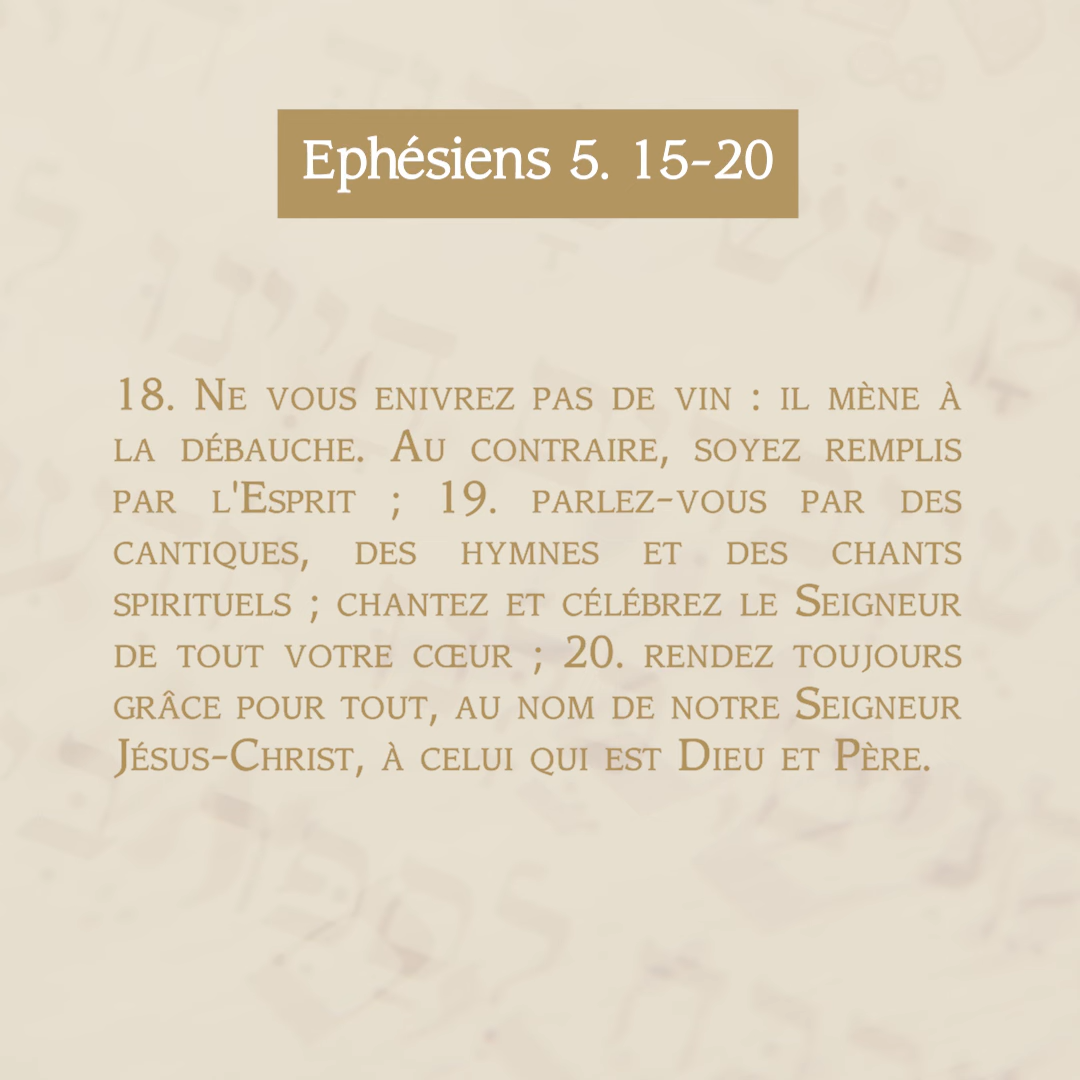 Ephésiens 5. 15-20
18. Ne vous enivrez pas de vin : il mène à
la débauche. Au contraire, soyez remplis
par l'Esprit ; 19. parlez-vous par des
cantiques, des hymnes et des chants
spirituels ; chantez et célébrez le Seigneur
de tout votre cœur ; 20. rendez toujours
grâce pour tout, au nom de notre Seigneur
Jésus-Christ, à celui qui est Dieu et Père.